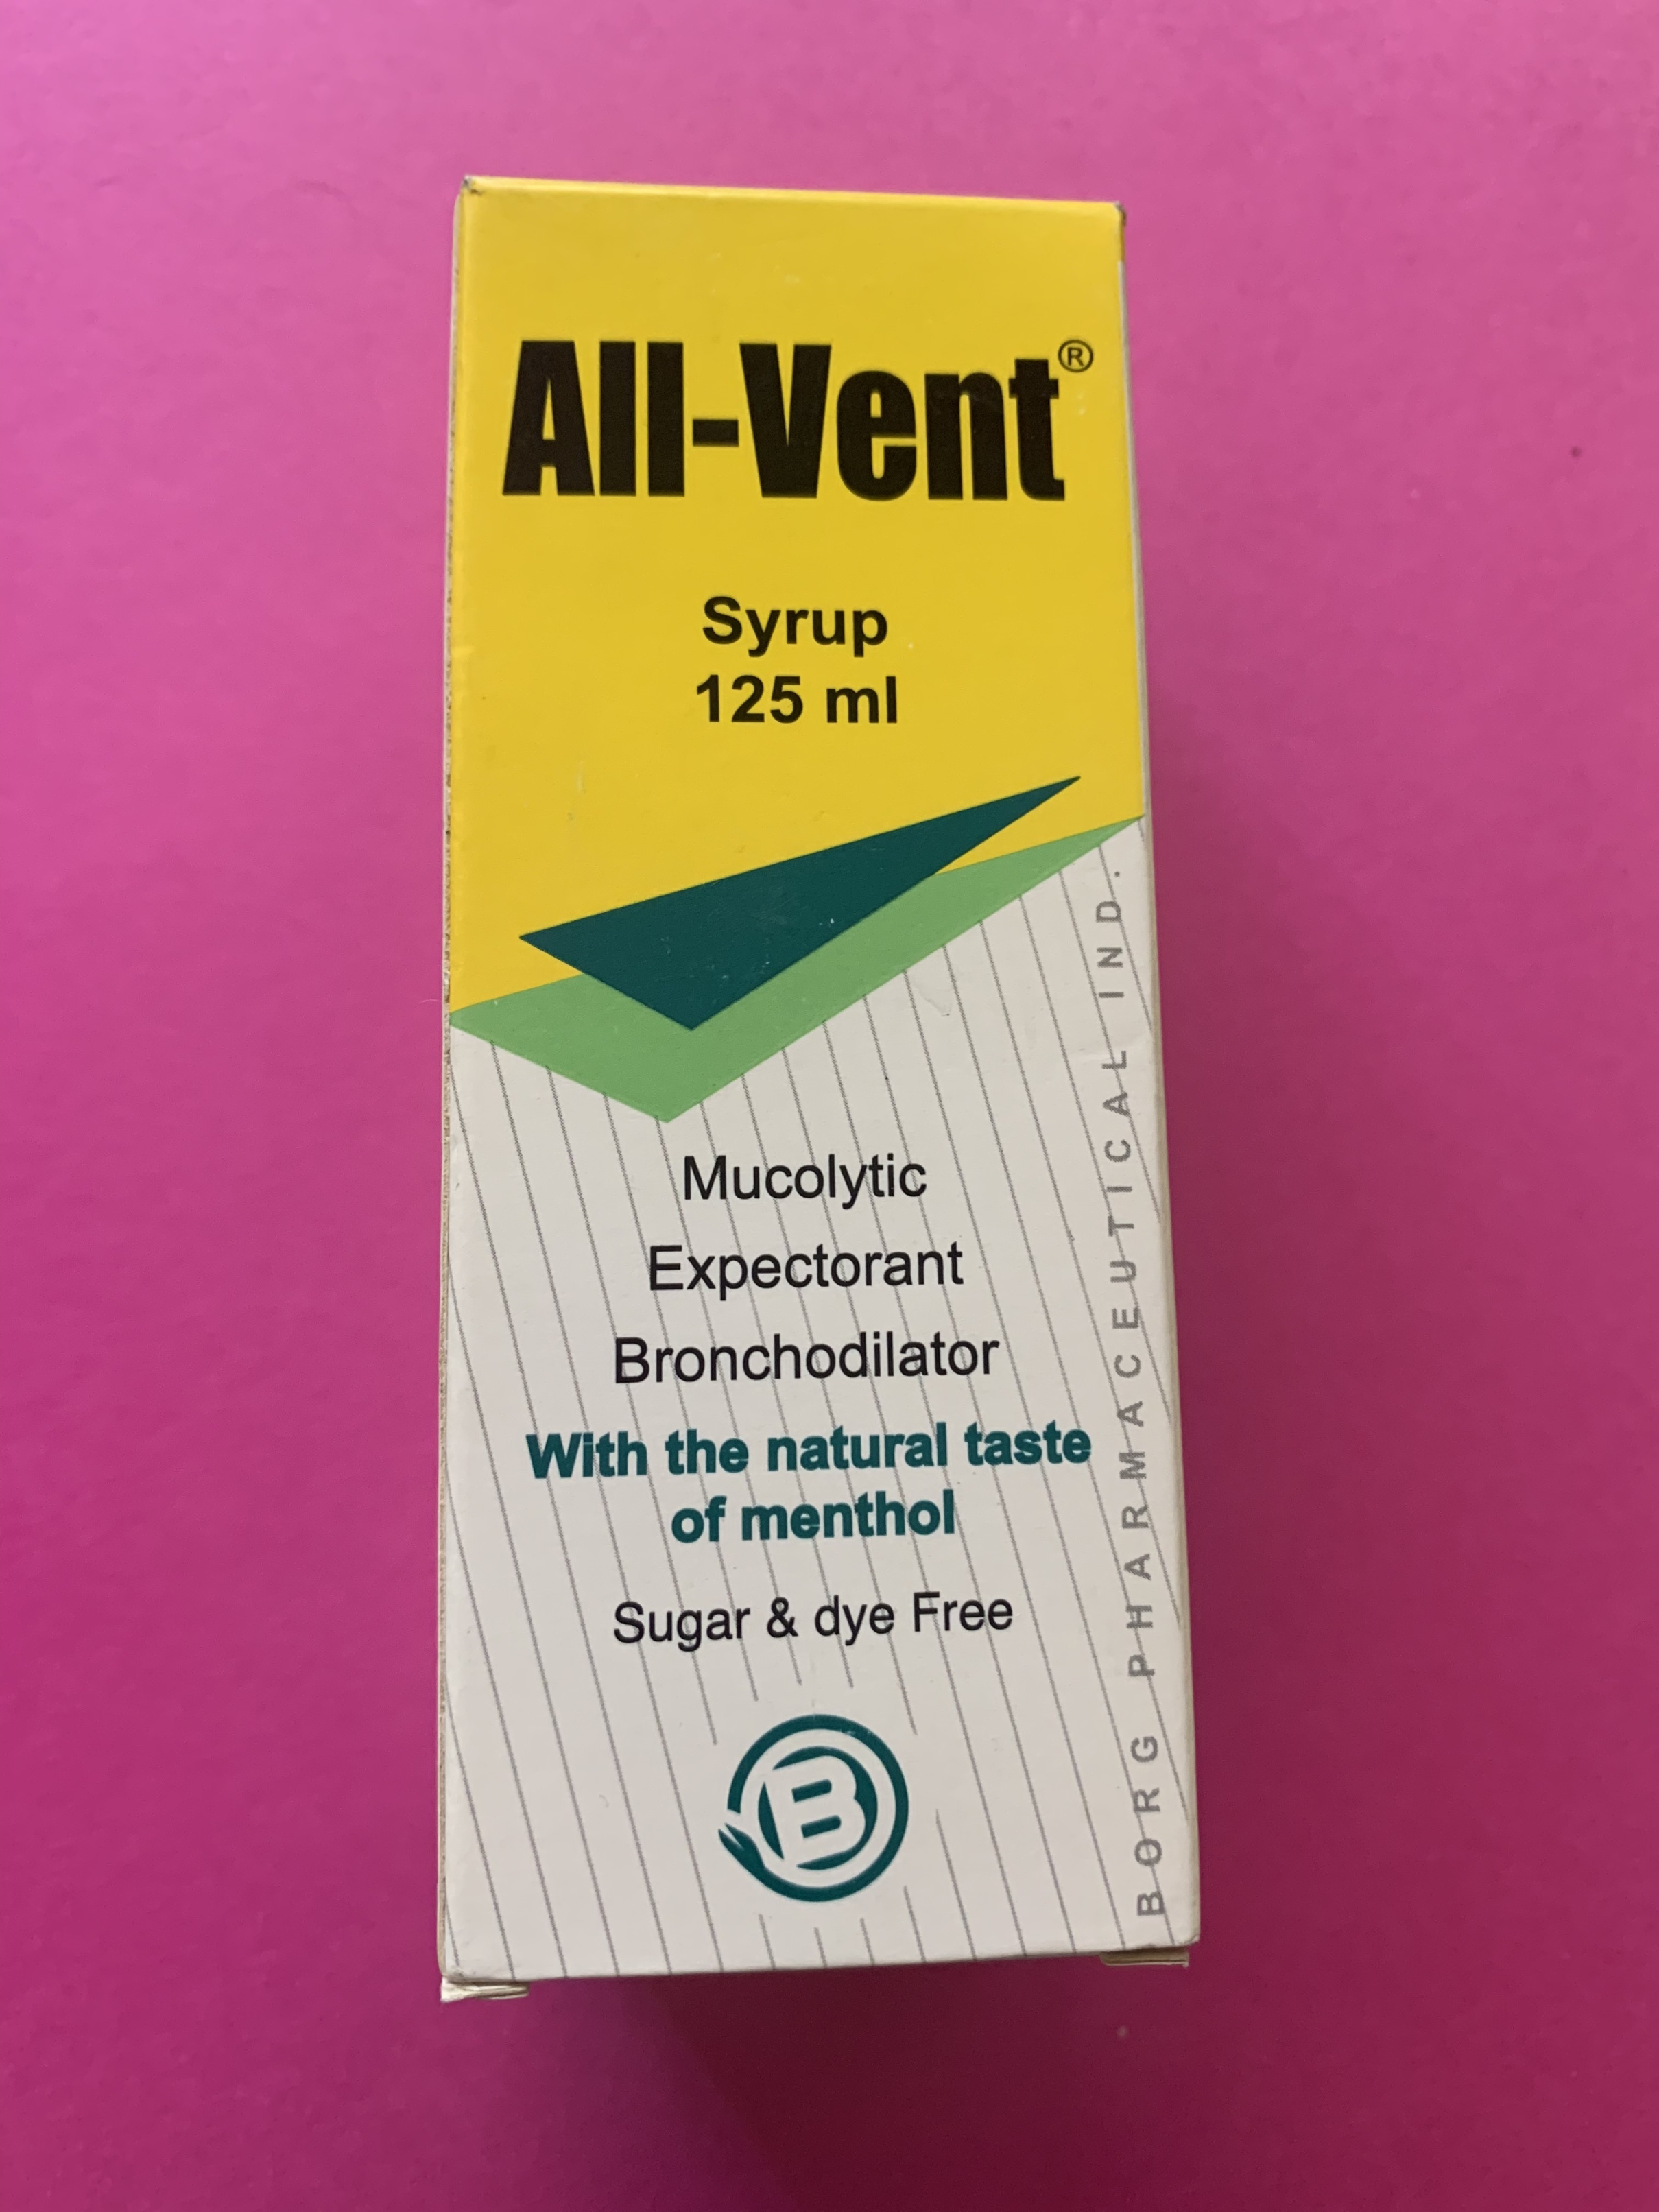 All-Vent®
Syrup
125 ml
Mucolytic
Expectorant
Bronchodilator
With the natural taste
of menthol
Sugar & dye Free
B
BORG PHARMACEUTICAL IND.